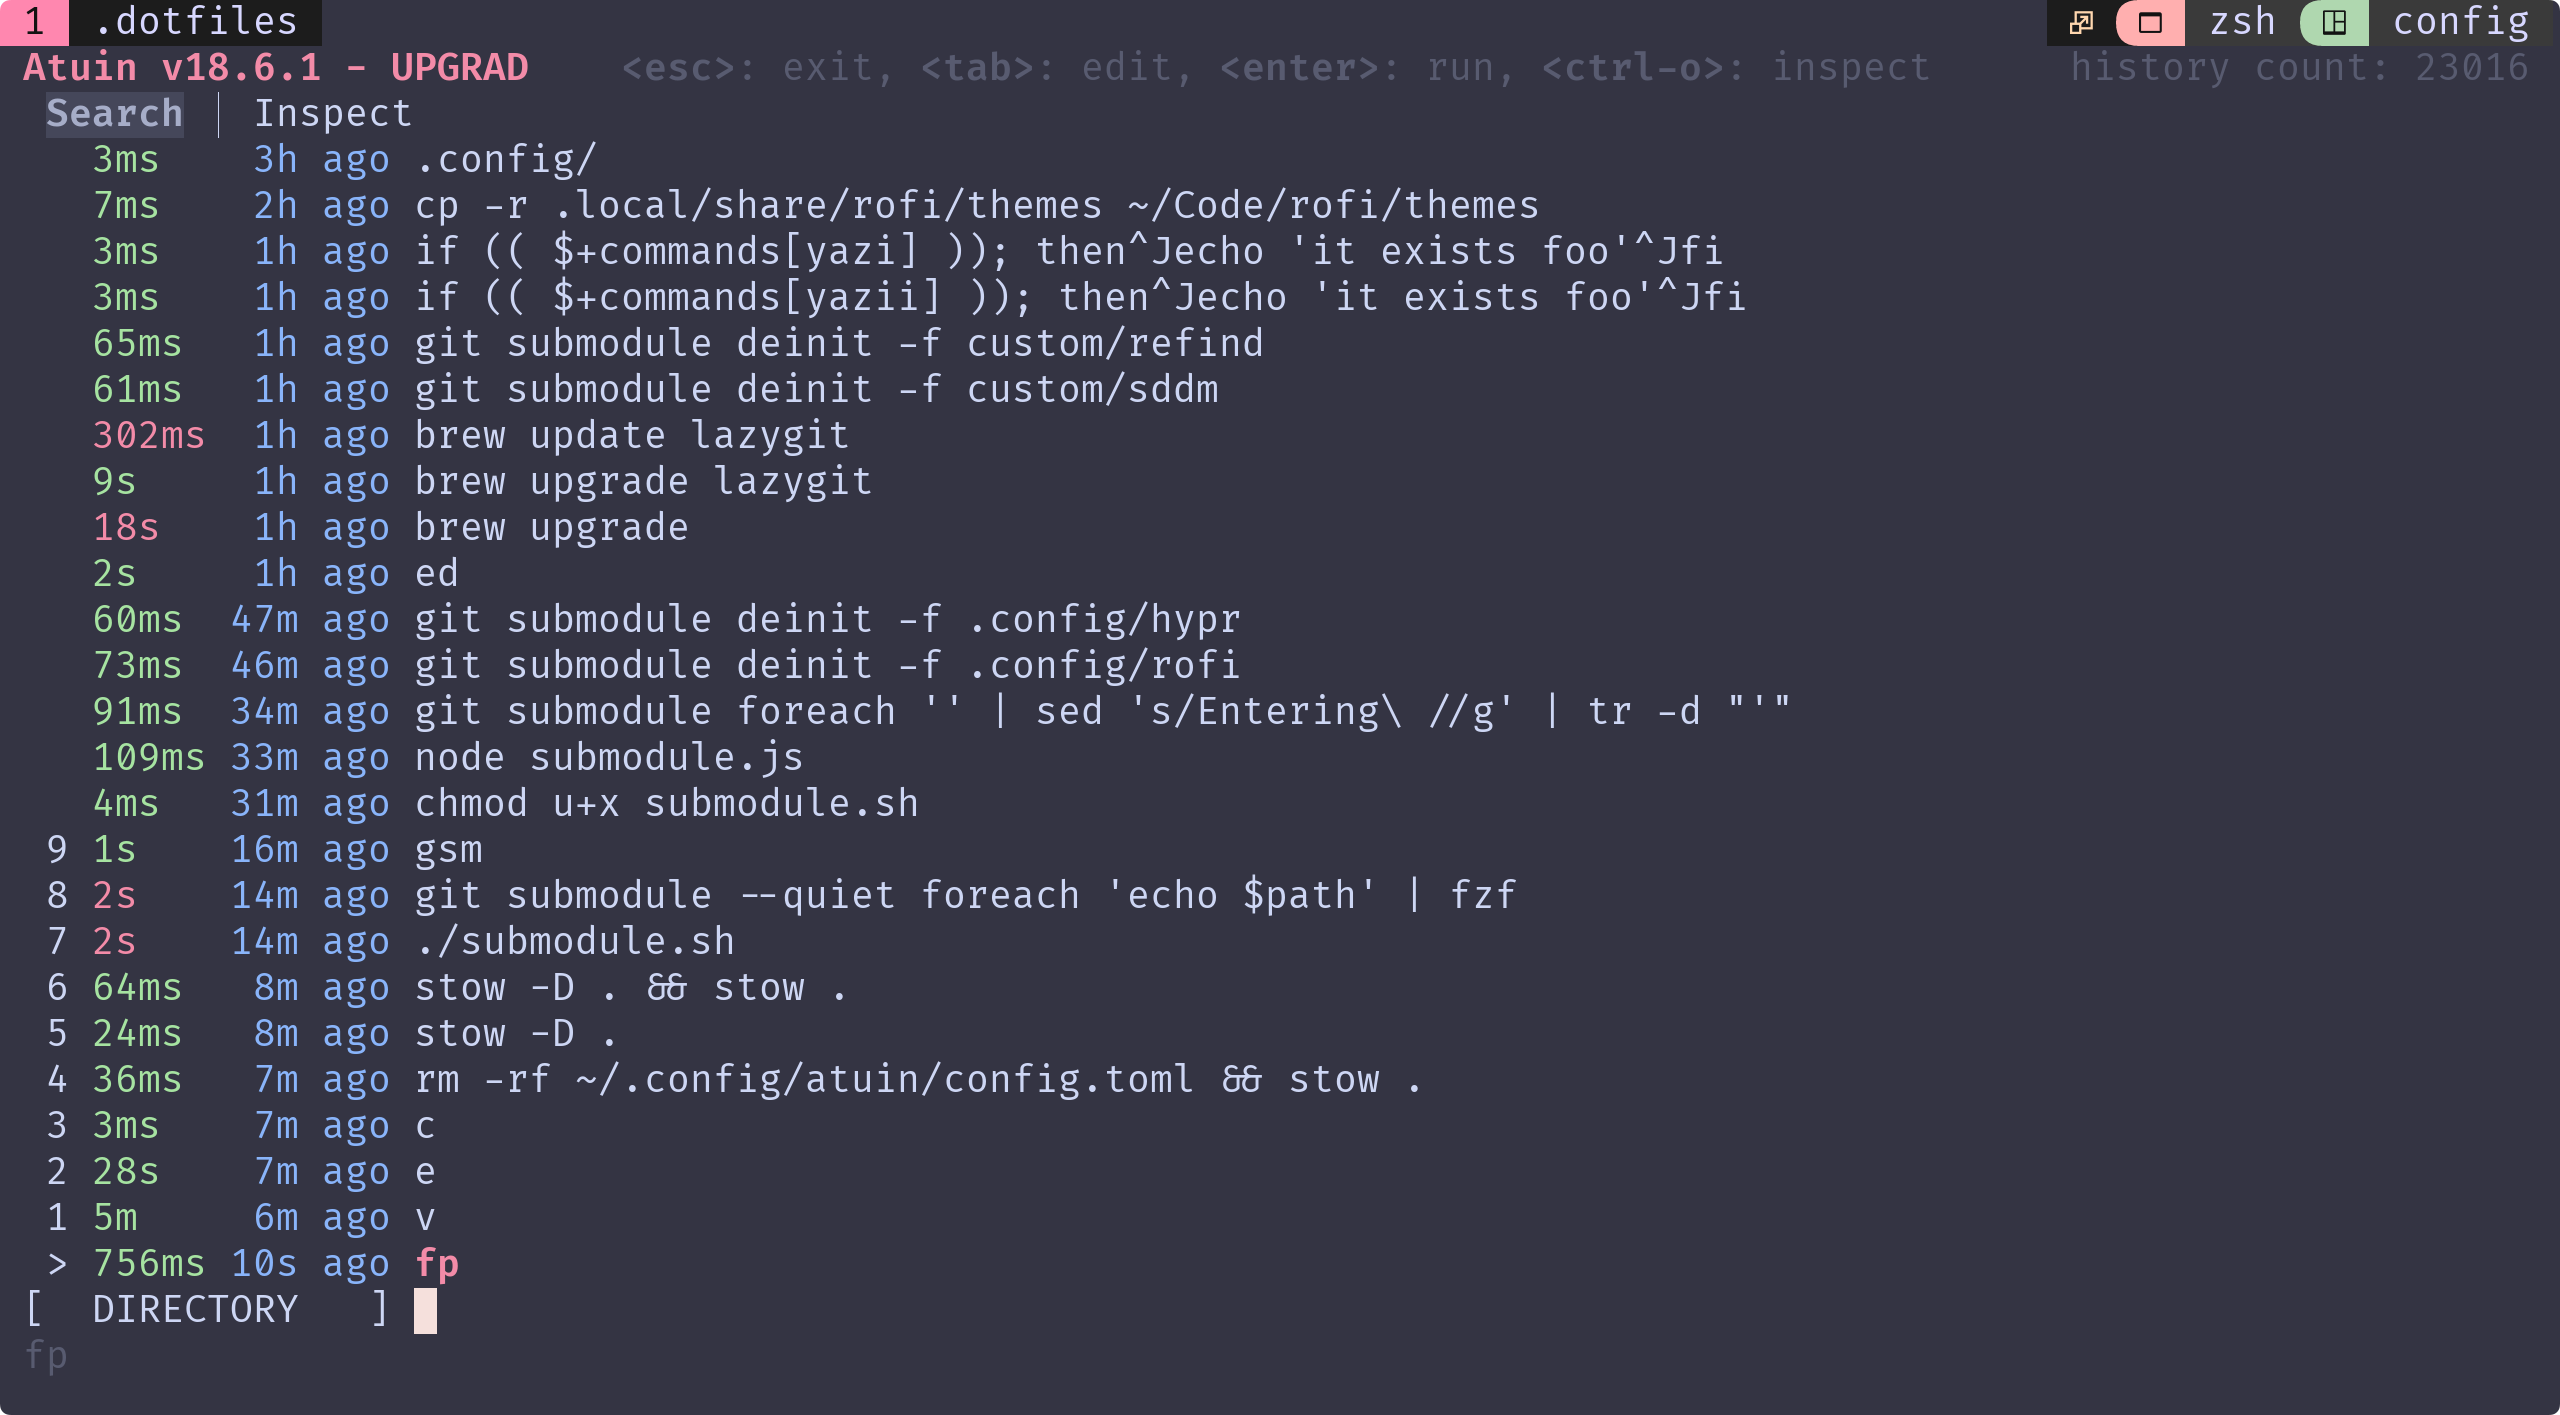 1 .dotfiles zsh config
Atuin v18.6.1 - UPGRAD <esc>: exit, <tab>: edit, <enter>: run, <ctrl-o>: inspect history count: 23016
Search │ Inspect
3ms 3h ago .config/
7ms 2h ago cp -r .local/share/rofi/themes ~/Code/rofi/themes
3ms 1h ago if (( $+commands[yazi] )); then^Jecho 'it exists foo'^Jfi
3ms 1h ago if (( $+commands[yazii] )); then^Jecho 'it exists foo'^Jfi
65ms 1h ago git submodule deinit -f custom/refind
61ms 1h ago git submodule deinit -f custom/sddm
302ms 1h ago brew update lazygit
9s 1h ago brew upgrade lazygit
18s 1h ago brew upgrade
2s 1h ago ed
60ms 47m ago git submodule deinit -f .config/hypr
73ms 46m ago git submodule deinit -f .config/rofi
91ms 34m ago git submodule foreach '' | sed 's/Entering\ //g' | tr -d "'"
109ms 33m ago node submodule.js
4ms 31m ago chmod u+x submodule.sh
9 1s 16m ago gsm
8 2s 14m ago git submodule --quiet foreach 'echo $path' | fzf
7 2s 14m ago ./submodule.sh
6 64ms 8m ago stow -D . && stow .
5 24ms 8m ago stow -D .
4 36ms 7m ago rm -rf ~/.config/atuin/config.toml && stow .
3 3ms 7m ago c
2 28s 7m ago e
1 5m 6m ago v
> 756ms 10s ago fp
[ DIRECTORY ]
fp